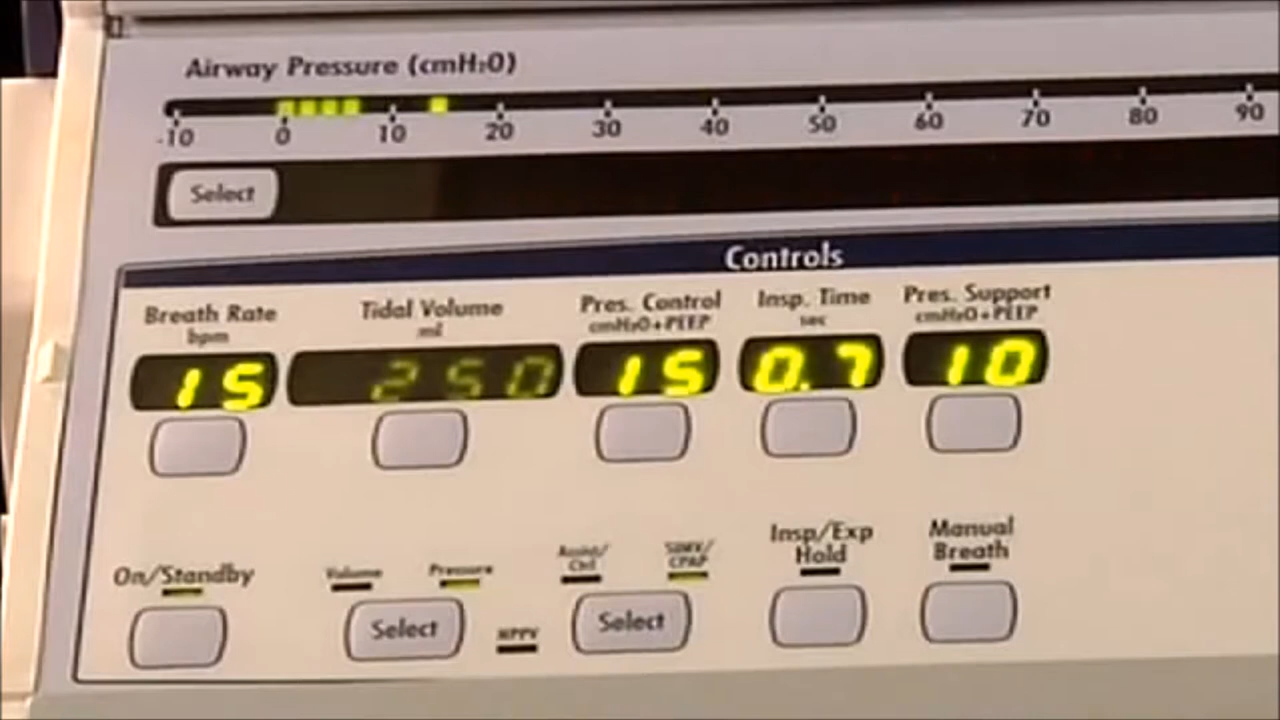 Airway Pressure (cmH₂O)
-10 0 10 20 30 40 50 60 70 80 90
Select
Controls
Breath Rate Tidal Volume Pres. Control Insp. Time Pres. Support
bpm ml cmH₂O+PEEP sec cmH₂O+PEEP
15 250 15 0.7 10
On/Standby Volume Pressure Assist/ Ctrl SIMV/ CPAP Insp/Exp Hold Manual Breath
Select NPPV Select